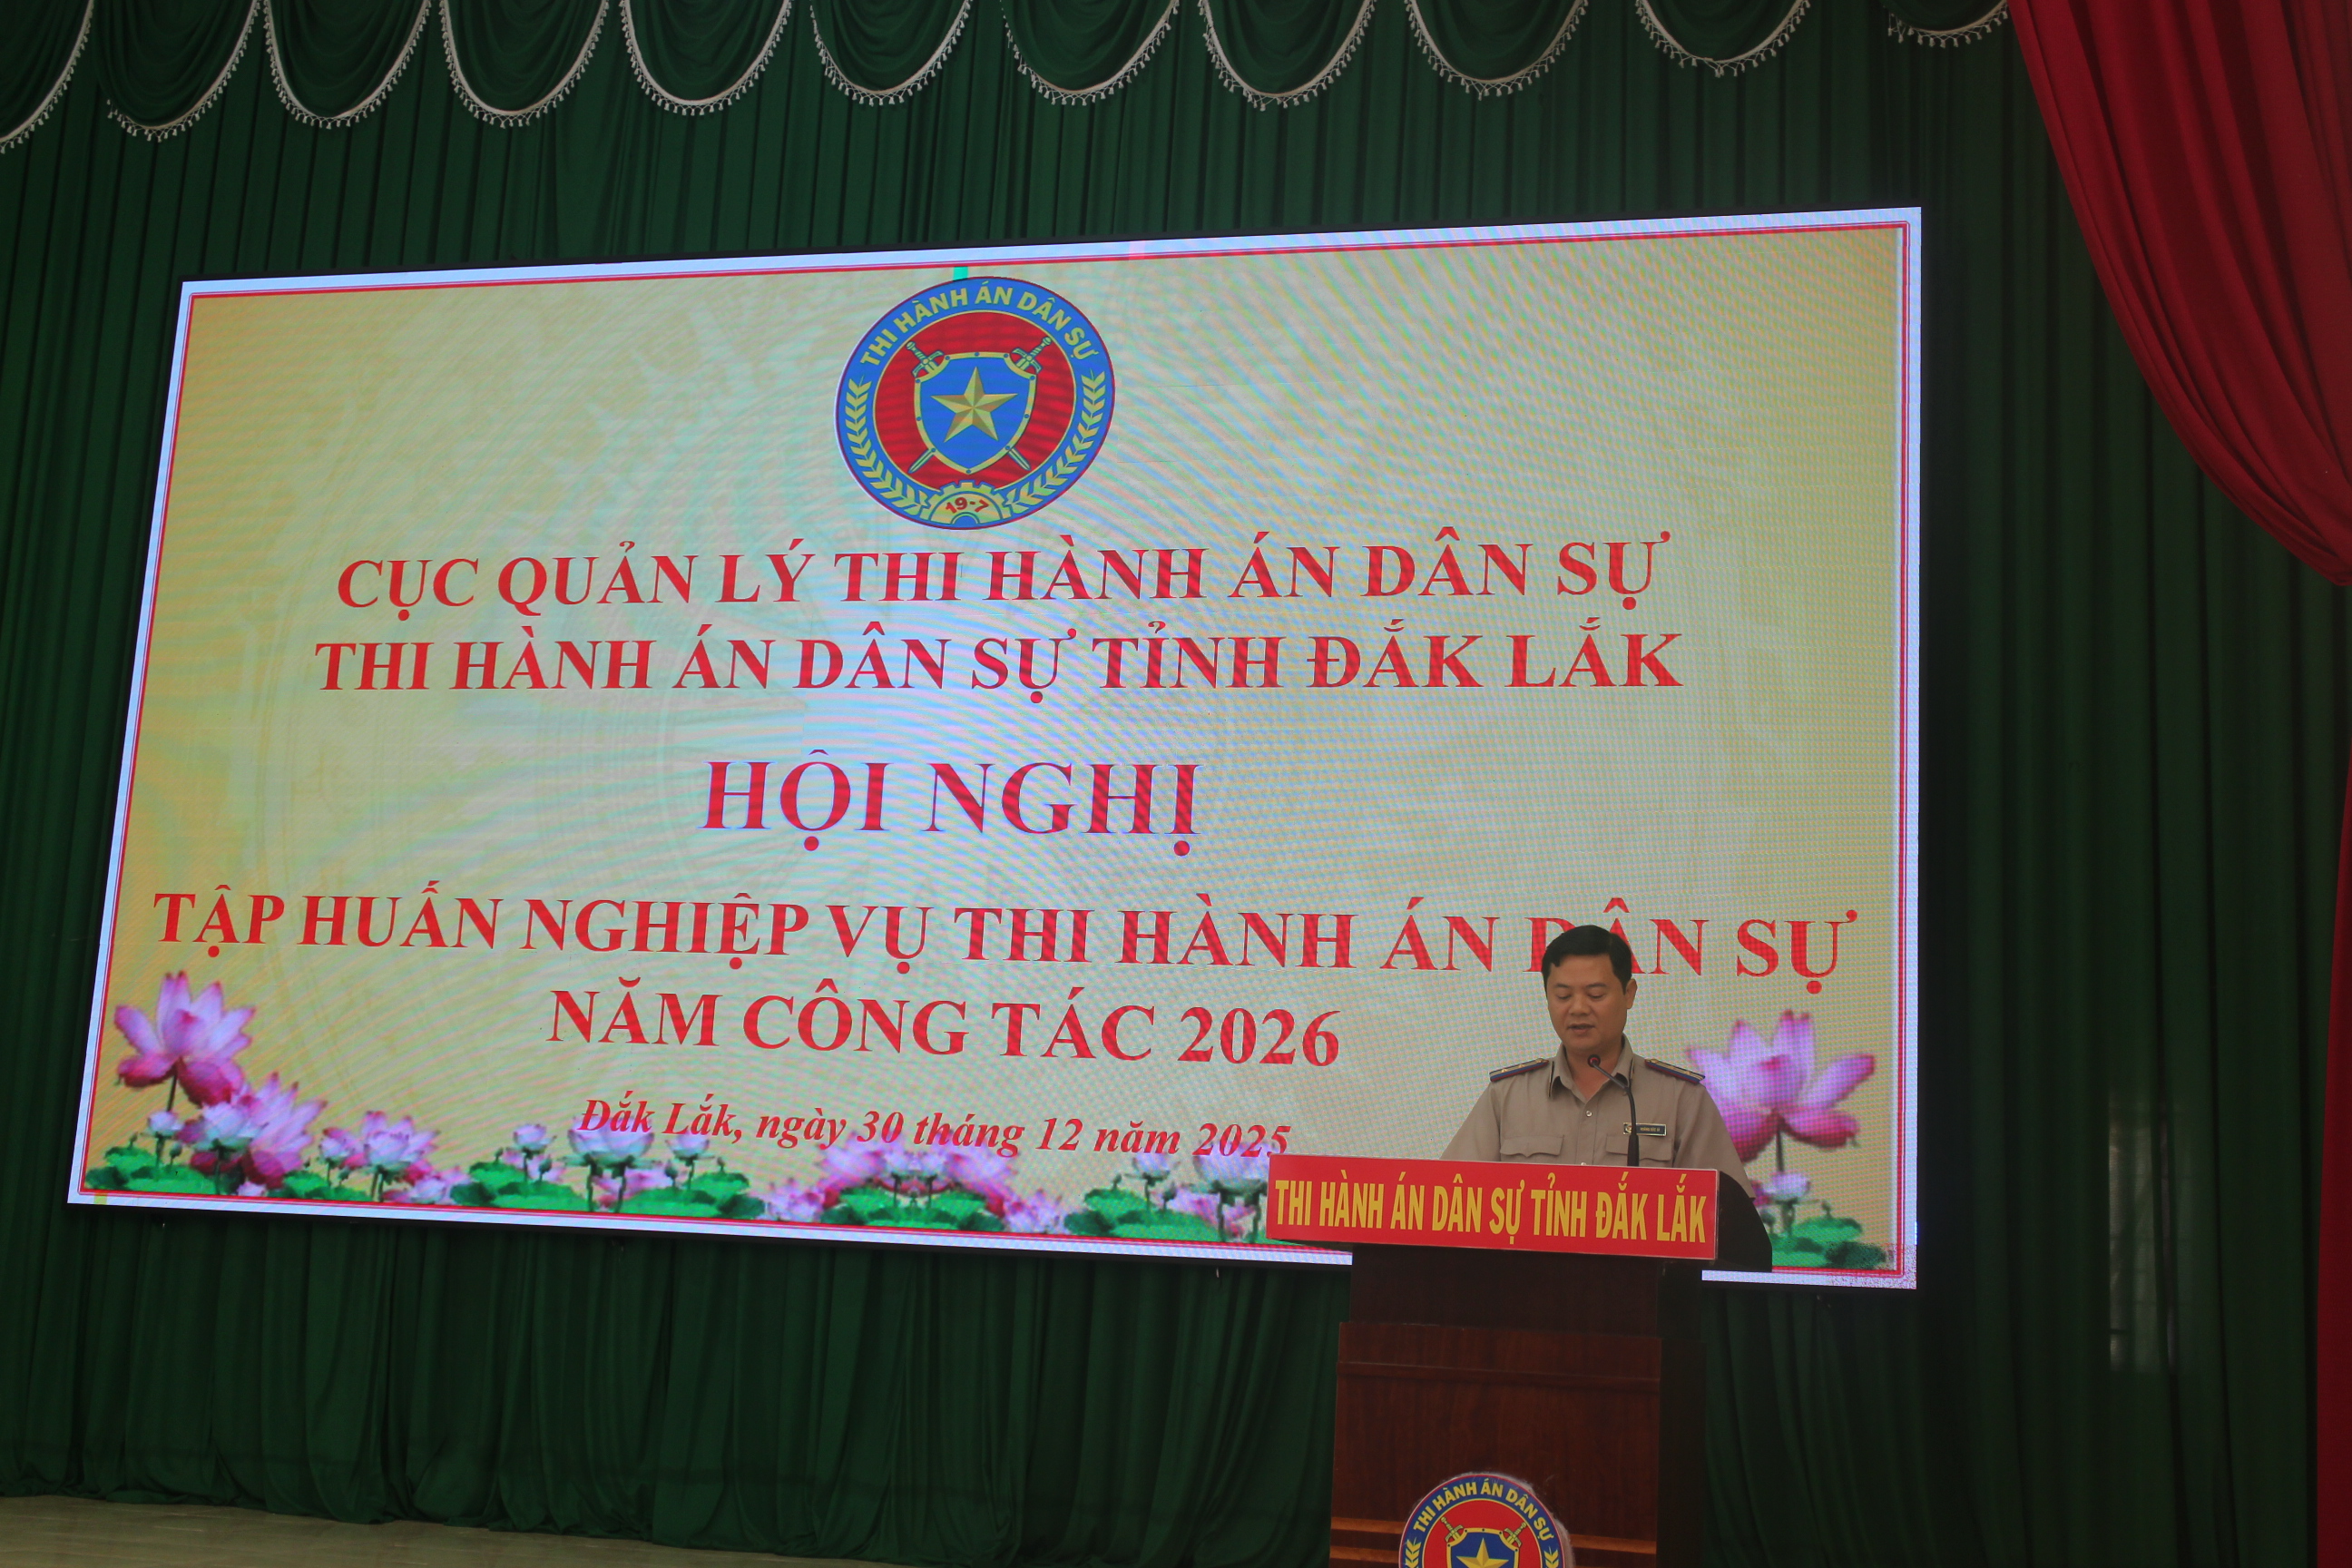 THI HÀNH ÁN DÂN SỰ
19-7
CỤC QUẢN LÝ THI HÀNH ÁN DÂN SỰ
THI HÀNH ÁN DÂN SỰ TỈNH ĐẮK LẮK
HỘI NGHỊ
TẬP HUẤN NGHIỆP VỤ THI HÀNH ÁN DÂN SỰ
NĂM CÔNG TÁC 2026
Đắk Lắk, ngày 30 tháng 12 năm 2025
THI HÀNH ÁN DÂN SỰ TỈNH ĐẮK LẮK
THI HÀNH ÁN DÂN SỰ